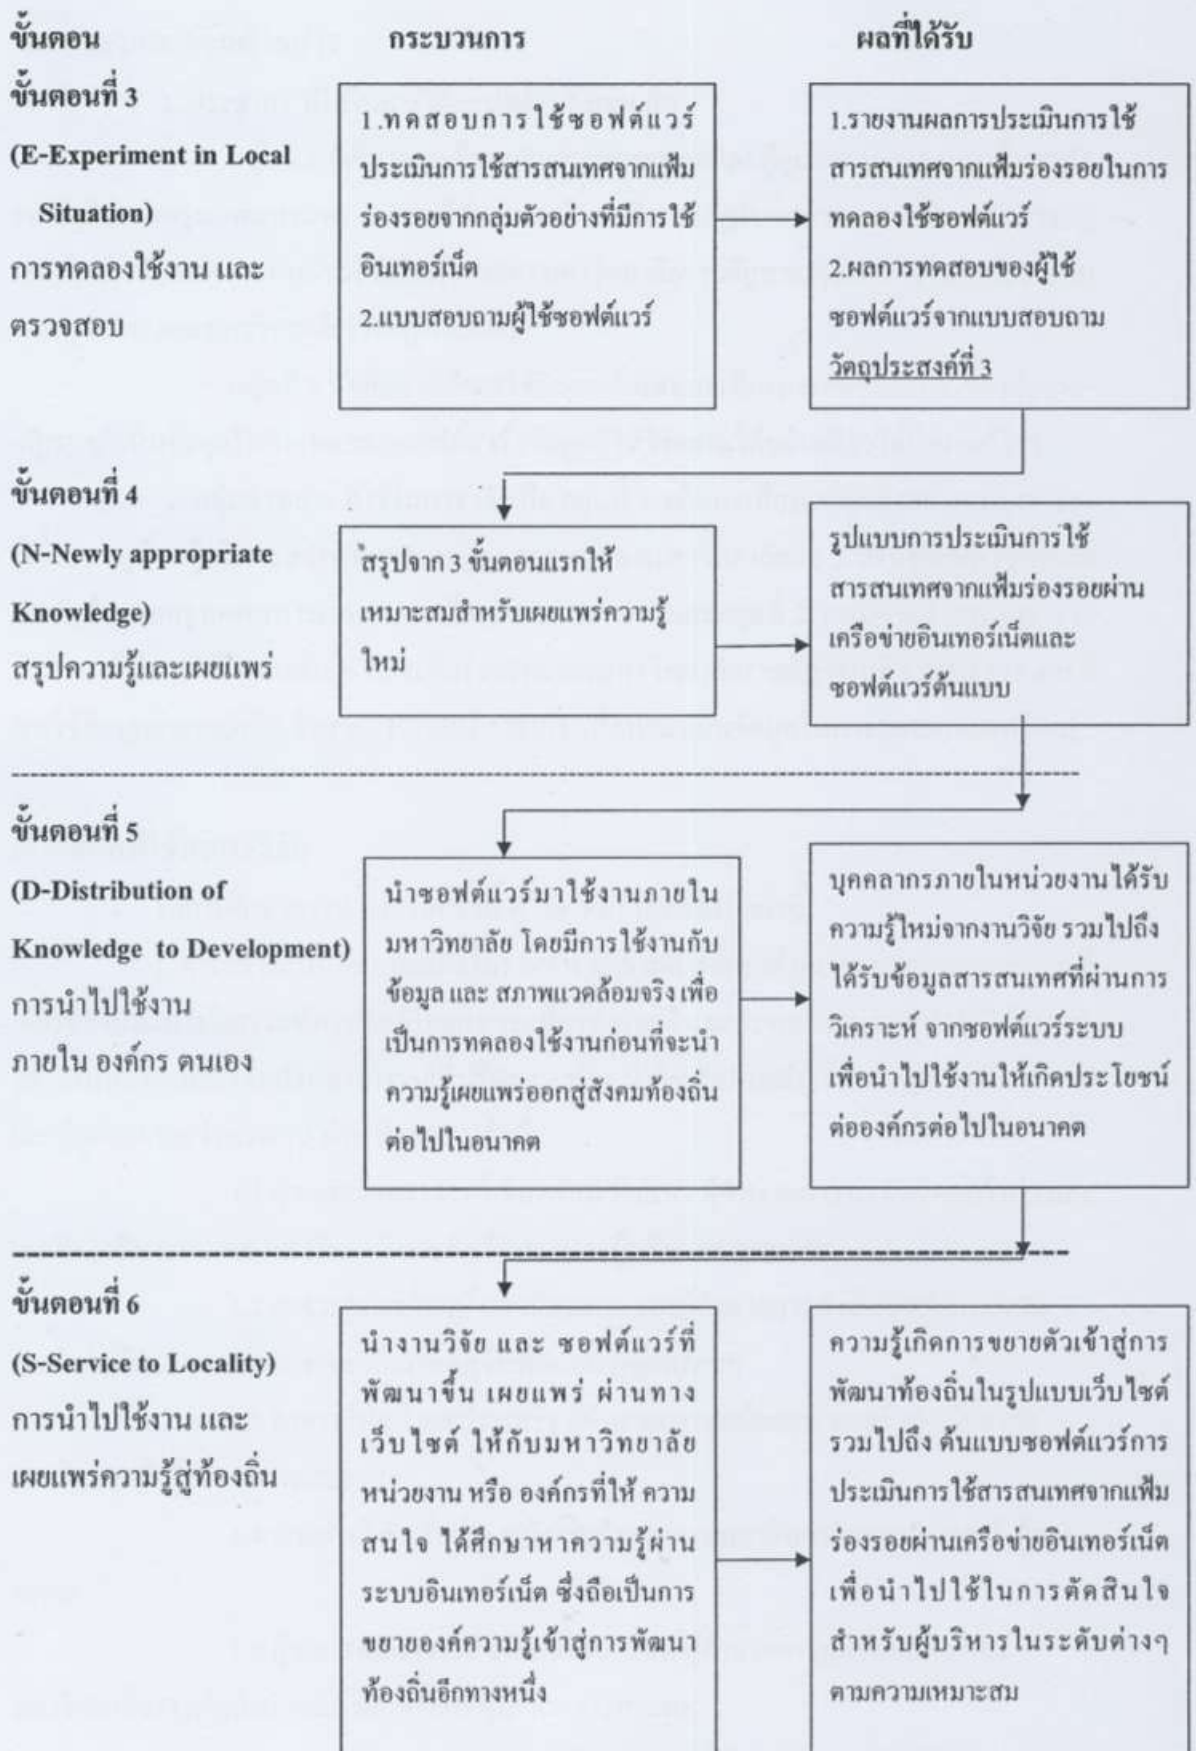 ขั้นตอน กระบวนการ ผลที่ได้รับ
ขั้นตอนที่ 3
(E-Experiment in Local
Situation)
การทดลองใช้งาน และ
ตรวจสอบ
1.ทดสอบการใช้ซอฟต์แวร์
ประเมินการใช้สารสนเทศจากแฟ้ม
ร่องรอยจากกลุ่มตัวอย่างที่มีการใช้
อินเทอร์เน็ต
2.แบบสอบถามผู้ใช้ซอฟต์แวร์
1.รายงานผลการประเมินการใช้
สารสนเทศจากแฟ้มร่องรอยในการ
ทดลองใช้ซอฟต์แวร์
2.ผลการทดสอบของผู้ใช้
ซอฟต์แวร์จากแบบสอบถาม
วัตถุประสงค์ที่ 3
ขั้นตอนที่ 4
(N-Newly appropriate
Knowledge)
สรุปความรู้และเผยแพร่
สรุปจาก 3 ขั้นตอนแรกให้
เหมาะสมสำหรับเผยแพร่ความรู้
ใหม่
รูปแบบการประเมินการใช้
สารสนเทศจากแฟ้มร่องรอยผ่าน
เครือข่ายอินเทอร์เน็ตและ
ซอฟต์แวร์ต้นแบบ
ขั้นตอนที่ 5
(D-Distribution of
Knowledge to Development)
การนำไปใช้งาน
ภายใน องค์กร ตนเอง
นำซอฟต์แวร์มาใช้งานภายใน
มหาวิทยาลัย โดยมีการใช้งานกับ
ข้อมูล และ สภาพแวดล้อมจริง เพื่อ
เป็นการทดลองใช้งานก่อนที่จะนำ
ความรู้เผยแพร่ออกสู่สังคมท้องถิ่น
ต่อไปในอนาคต
บุคคลากรภายในหน่วยงานได้รับ
ความรู้ใหม่จากงานวิจัย รวมไปถึง
ได้รับข้อมูลสารสนเทศที่ผ่านการ
วิเคราะห์ จากซอฟต์แวร์ระบบ
เพื่อนำไปใช้งานให้เกิดประโยชน์
ต่อองค์กรต่อไปในอนาคต
ขั้นตอนที่ 6
(S-Service to Locality)
การนำไปใช้งาน และ
เผยแพร่ความรู้สู่ท้องถิ่น
นำงานวิจัย และ ซอฟต์แวร์ที่
พัฒนาขึ้น เผยแพร่ ผ่านทาง
เว็บไซต์ ให้กับมหาวิทยาลัย
หน่วยงาน หรือ องค์กรที่ให้ ความ
สนใจ ได้ศึกษาหาความรู้ผ่าน
ระบบอินเทอร์เน็ต ซึ่งถือเป็นการ
ขยายองค์ความรู้เข้าสู่การพัฒนา
ท้องถิ่นอีกทางหนึ่ง
ความรู้เกิดการขยายตัวเข้าสู่การ
พัฒนาท้องถิ่นในรูปแบบเว็บไซต์
รวมไปถึง ต้นแบบซอฟต์แวร์การ
ประเมินการใช้สารสนเทศจากแฟ้ม
ร่องรอยผ่านเครือข่ายอินเทอร์เน็ต
เพื่อนำไปใช้ในการตัดสินใจ
สำหรับผู้บริหารในระดับต่างๆ
ตามความเหมาะสม